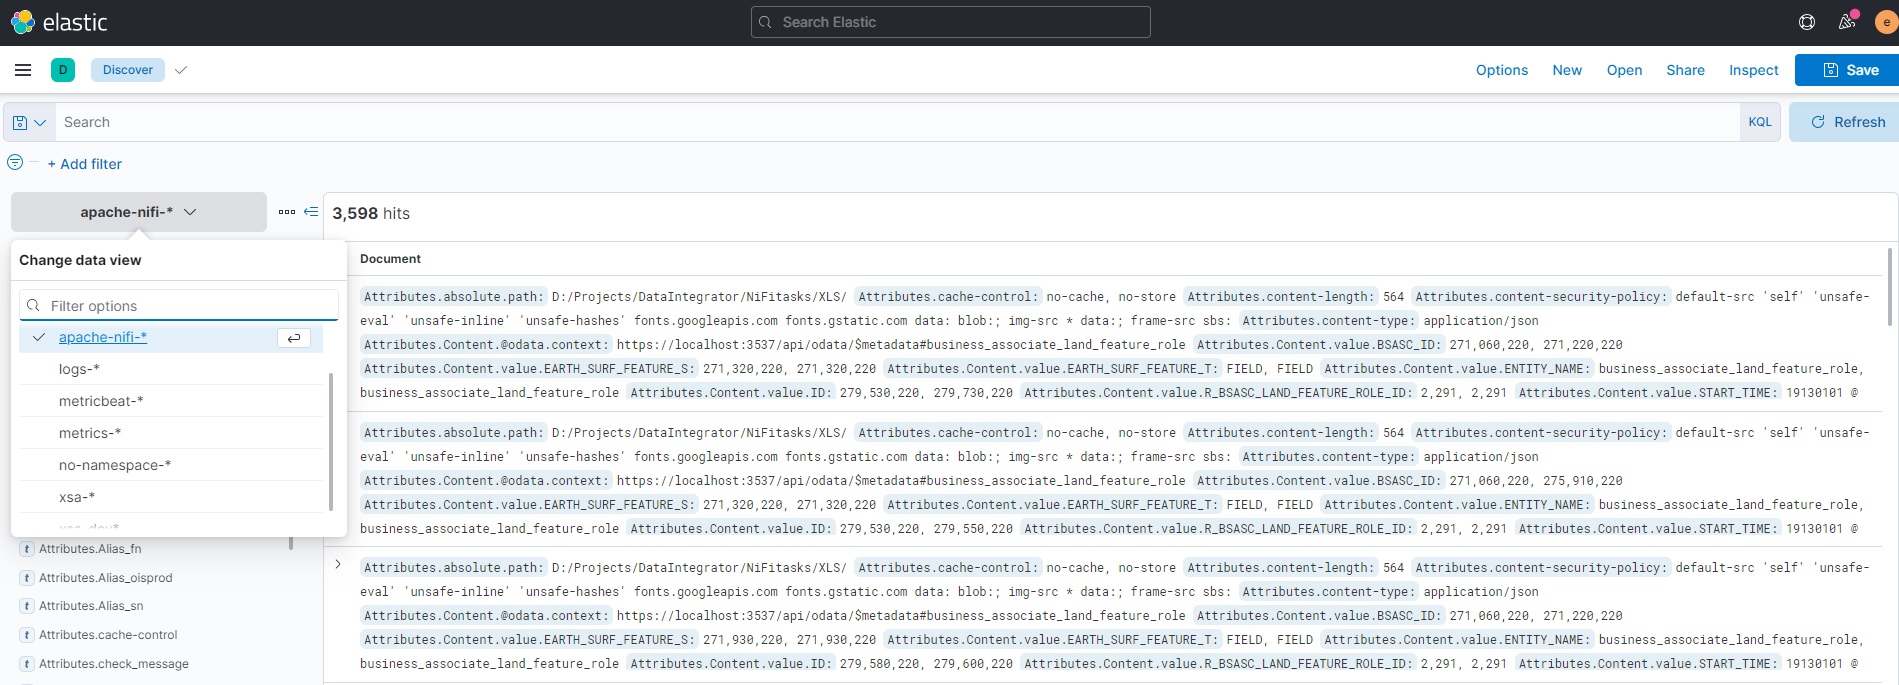 elastic
Search Elastic
e
D
Discover
Options New Open Share Inspect Save
Search
KQL
Refresh
+ Add filter
apache-nifi-*
3,598 hits
Change data view
Filter options
apache-nifi-*
logs-*
metricbeat-*
metrics-*
no-namespace-*
xsa-*
t Attributes.Alias_fn
t Attributes.Alias_oisprod
t Attributes.Alias_sn
t Attributes.cache-control
t Attributes.check_message
Document
Attributes.absolute.path: D:/Projects/DataIntegrator/NiFitasks/XLS/ Attributes.cache-control: no-cache, no-store Attributes.content-length: 564 Attributes.content-security-policy: default-src 'self' 'unsafe-
eval' 'unsafe-inline' 'unsafe-hashes' fonts.googleapis.com fonts.gstatic.com data: blob:; img-src * data:; frame-src sbs: Attributes.content-type: application/json
Attributes.Content.@odata.context: https://localhost:3537/api/odata/$metadata#business_associate_land_feature_role Attributes.Content.value.BSASC_ID: 271,060,220, 271,220,220
Attributes.Content.value.EARTH_SURF_FEATURE_S: 271,320,220, 271,320,220 Attributes.Content.value.EARTH_SURF_FEATURE_T: FIELD, FIELD Attributes.Content.value.ENTITY_NAME: business_associate_land_feature_role,
business_associate_land_feature_role Attributes.Content.value.ID: 279,530,220, 279,730,220 Attributes.Content.value.R_BSASC_LAND_FEATURE_ROLE_ID: 2,291, 2,291 Attributes.Content.value.START_TIME: 19130101 @
Attributes.absolute.path: D:/Projects/DataIntegrator/NiFitasks/XLS/ Attributes.cache-control: no-cache, no-store Attributes.content-length: 564 Attributes.content-security-policy: default-src 'self' 'unsafe-
eval' 'unsafe-inline' 'unsafe-hashes' fonts.googleapis.com fonts.gstatic.com data: blob:; img-src * data:; frame-src sbs: Attributes.content-type: application/json
Attributes.Content.@odata.context: https://localhost:3537/api/odata/$metadata#business_associate_land_feature_role Attributes.Content.value.BSASC_ID: 271,060,220, 275,910,220
Attributes.Content.value.EARTH_SURF_FEATURE_S: 271,320,220, 271,320,220 Attributes.Content.value.EARTH_SURF_FEATURE_T: FIELD, FIELD Attributes.Content.value.ENTITY_NAME: business_associate_land_feature_role,
business_associate_land_feature_role Attributes.Content.value.ID: 279,530,220, 279,550,220 Attributes.Content.value.R_BSASC_LAND_FEATURE_ROLE_ID: 2,291, 2,291 Attributes.Content.value.START_TIME: 19130101 @
Attributes.absolute.path: D:/Projects/DataIntegrator/NiFitasks/XLS/ Attributes.cache-control: no-cache, no-store Attributes.content-length: 564 Attributes.content-security-policy: default-src 'self' 'unsafe-
eval' 'unsafe-inline' 'unsafe-hashes' fonts.googleapis.com fonts.gstatic.com data: blob:; img-src * data:; frame-src sbs: Attributes.content-type: application/json
Attributes.Content.@odata.context: https://localhost:3537/api/odata/$metadata#business_associate_land_feature_role Attributes.Content.value.BSASC_ID: 271,060,220, 271,220,220
Attributes.Content.value.EARTH_SURF_FEATURE_S: 271,930,220, 271,930,220 Attributes.Content.value.EARTH_SURF_FEATURE_T: FIELD, FIELD Attributes.Content.value.ENTITY_NAME: business_associate_land_feature_role,
business_associate_land_feature_role Attributes.Content.value.ID: 279,580,220, 279,600,220 Attributes.Content.value.R_BSASC_LAND_FEATURE_ROLE_ID: 2,291, 2,291 Attributes.Content.value.START_TIME: 19130101 @